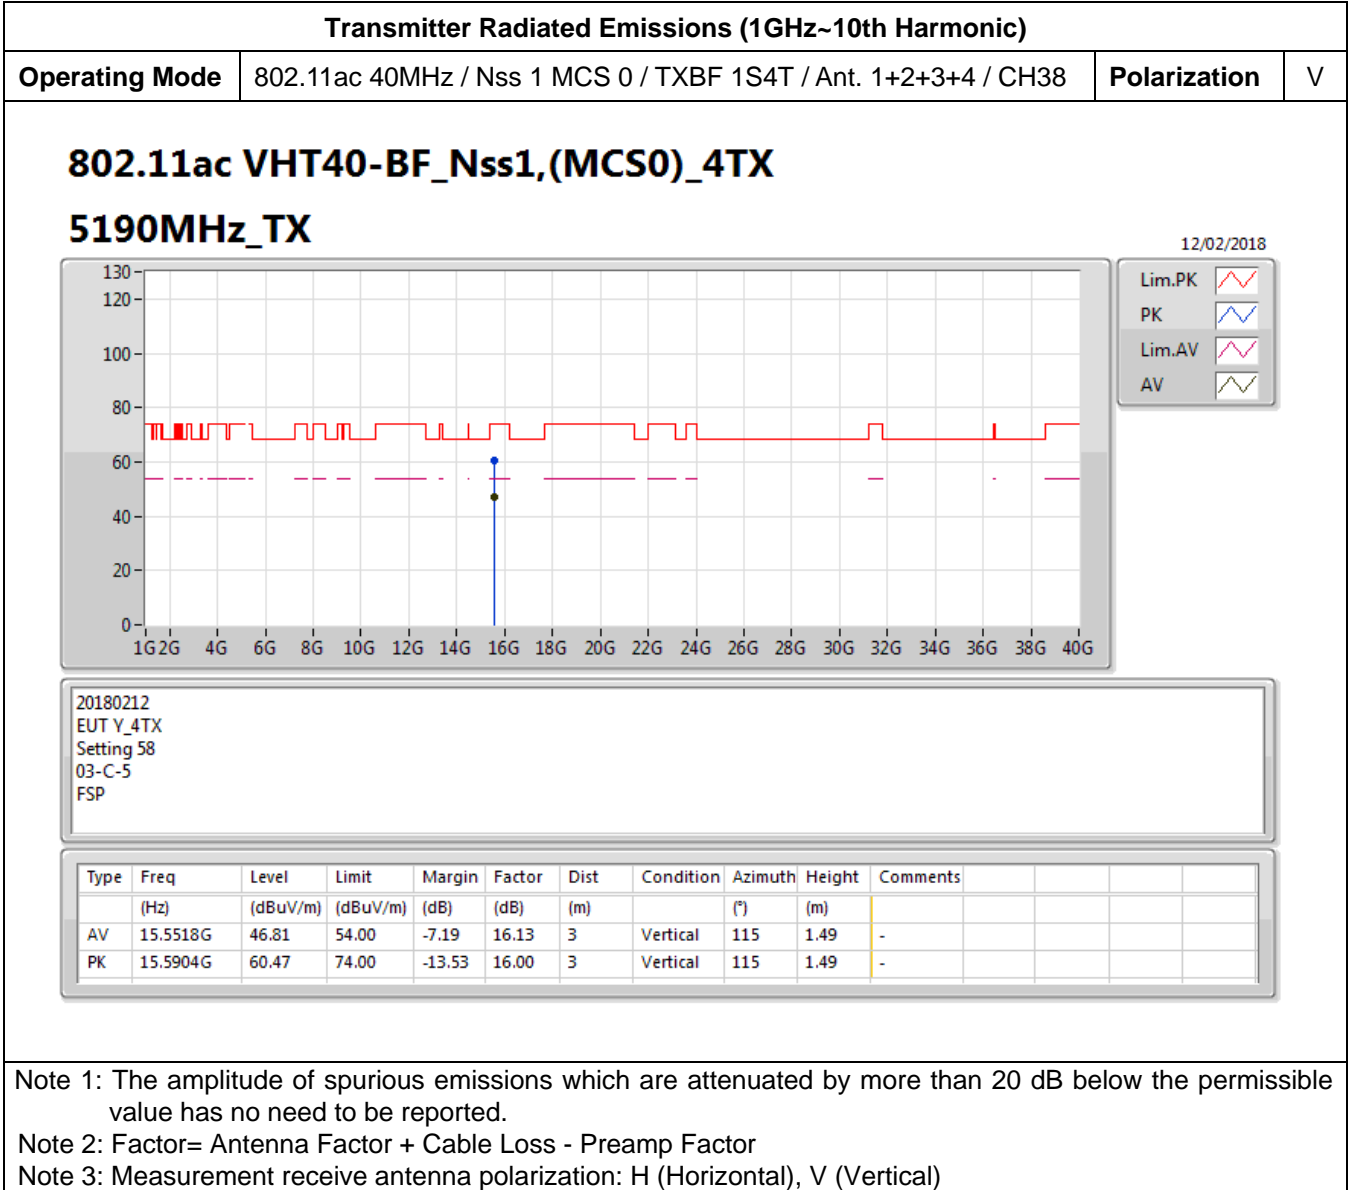 Transmitter Radiated Emissions (1GHz~10th Harmonic)
Operating Mode 802.11ac 40MHz / Nss 1 MCS 0 / TXBF 1S4T / Ant. 1+2+3+4 / CH38 Polarization V
802.11ac VHT40-BF_Nss1,(MCS0)_4TX
5190MHz_TX
12/02/2018
130
120
100
80
60
40
20
0
1G 2G 4G 6G 8G 10G 12G 14G 16G 18G 20G 22G 24G 26G 28G 30G 32G 34G 36G 38G 40G
Lim.PK
PK
Lim.AV
AV
20180212
EUT Y_4TX
Setting 58
03-C-5
FSP
Type Freq Level Limit Margin Factor Dist Condition Azimuth Height Comments
(Hz) (dBuV/m) (dBuV/m) (dB) (dB) (m) (°) (m)
AV 15.5518G 46.81 54.00 -7.19 16.13 3 Vertical 115 1.49 -
PK 15.5904G 60.47 74.00 -13.53 16.00 3 Vertical 115 1.49 -
Note 1: The amplitude of spurious emissions which are attenuated by more than 20 dB below the permissible
value has no need to be reported.
Note 2: Factor= Antenna Factor + Cable Loss - Preamp Factor
Note 3: Measurement receive antenna polarization: H (Horizontal), V (Vertical)